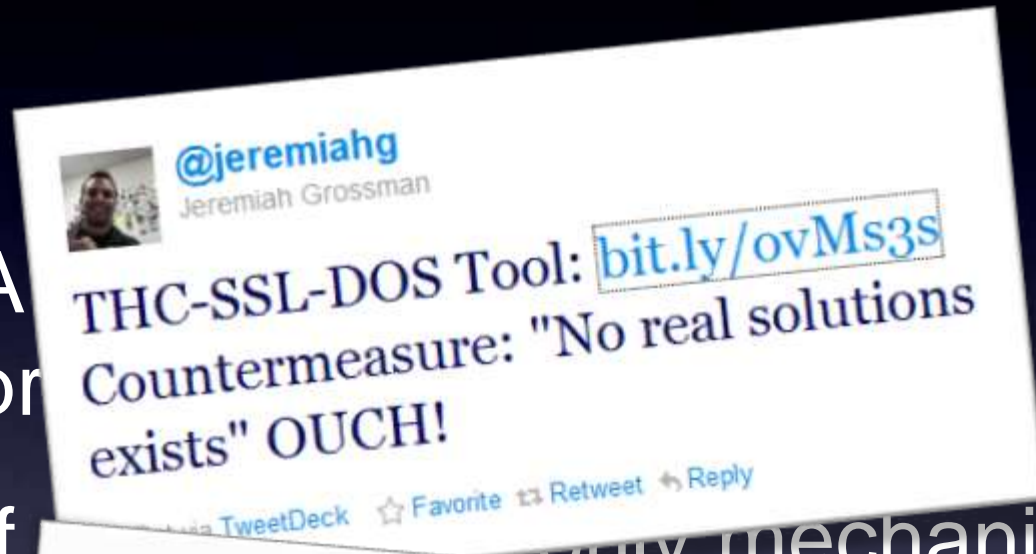 @jeremiahg
Jeremiah Grossman
THC-SSL-DOS Tool: bit.ly/ovMs3s
Countermeasure: "No real solutions
exists" OUCH!
via TweetDeck Favorite Retweet Reply